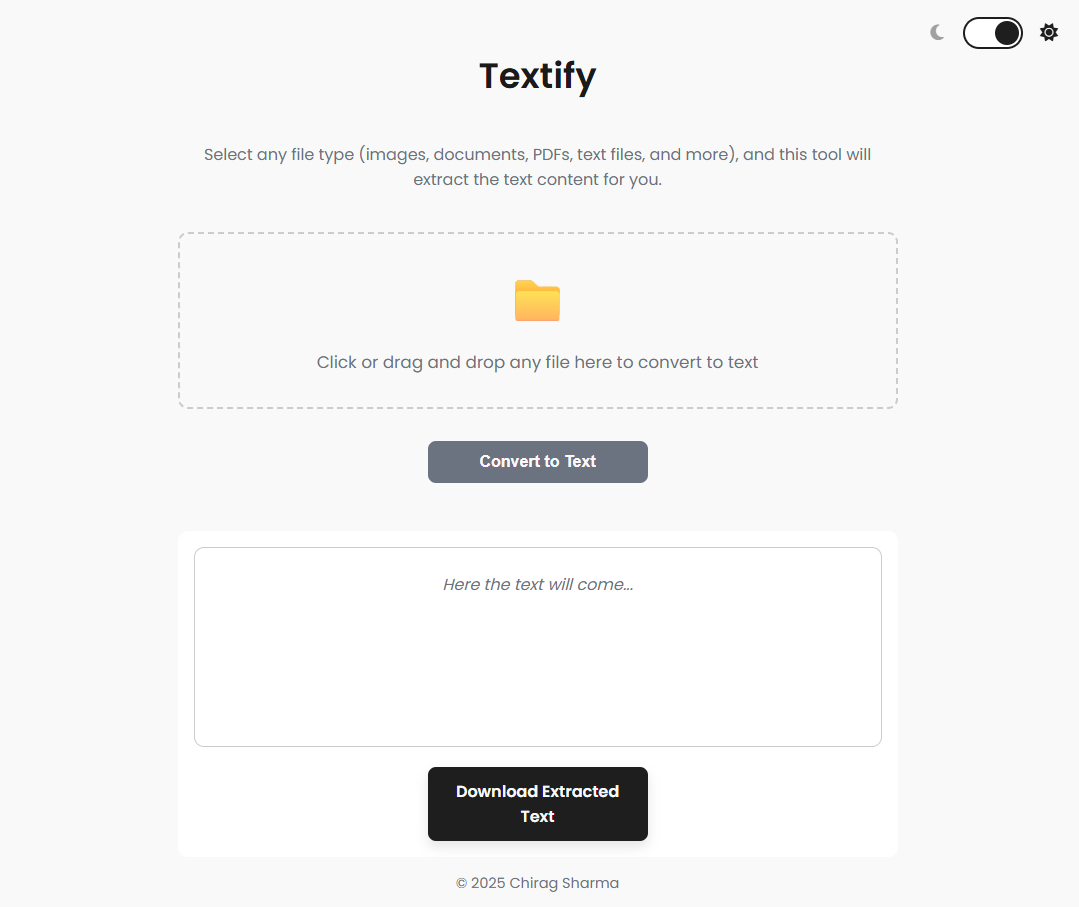 Textify
Select any file type (images, documents, PDFs, text files, and more), and this tool will
extract the text content for you.
Click or drag and drop any file here to convert to text
Convert to Text
Here the text will come...
Download Extracted
Text
© 2025 Chirag Sharma